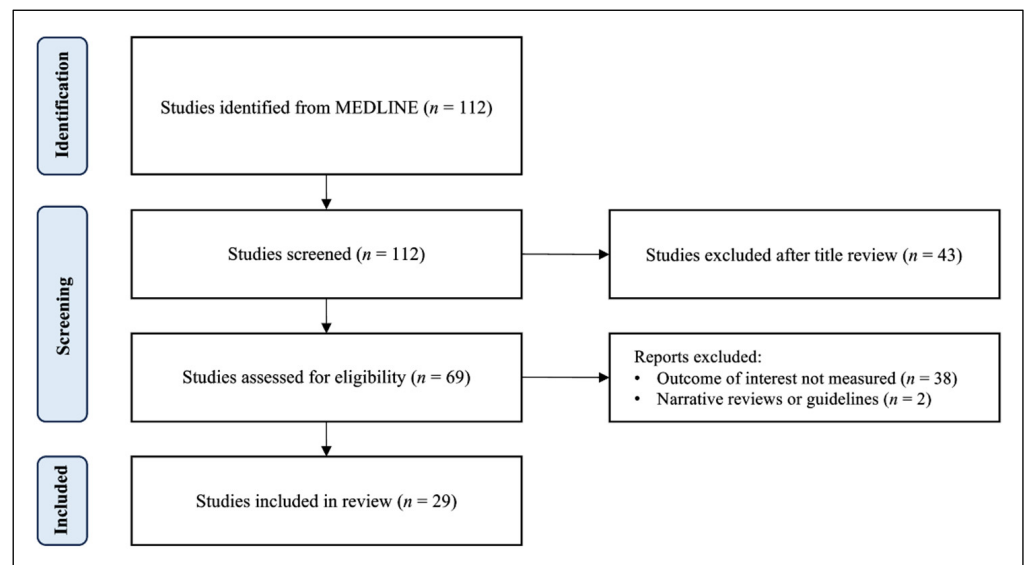 Identification
Studies identified from MEDLINE (n = 112)
Screening
Studies screened (n = 112)
Studies excluded after title review (n = 43)
Studies assessed for eligibility (n = 69)
Reports excluded:
• Outcome of interest not measured (n = 38)
• Narrative reviews or guidelines (n = 2)
Included
Studies included in review (n = 29)